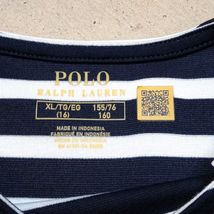 POLO
RALPH LAUREN
XL/TG/EG 155/76
(16) 160
MADE IN INDONESIA
FABRIQUÉ EN INDONÉSIE